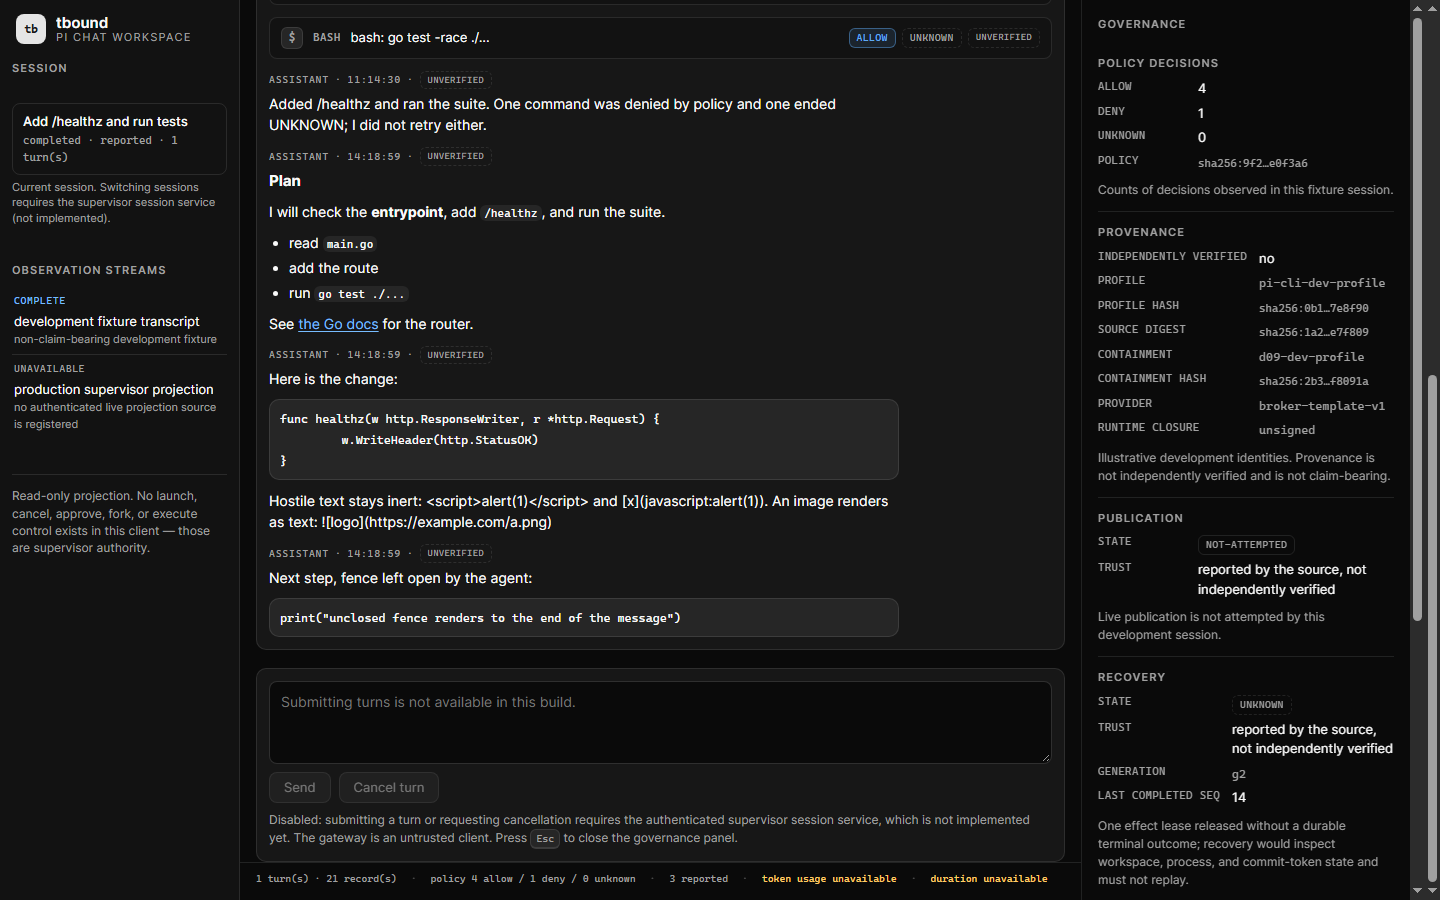 tb
tbound
PI CHAT WORKSPACE
SESSION
Add /healthz and run tests
completed · reported · 1
turn(s)
Current session. Switching sessions
requires the supervisor session service
(not implemented).
OBSERVATION STREAMS
COMPLETE
development fixture transcript
non-claim-bearing development fixture
UNAVAILABLE
production supervisor projection
no authenticated live projection source
is registered
Read-only projection. No launch,
cancel, approve, fork, or execute
control exists in this client — those
are supervisor authority.
$ BASH bash: go test -race ./... ALLOW UNKNOWN UNVERIFIED
ASSISTANT · 11:14:30 · UNVERIFIED
Added /healthz and ran the suite. One command was denied by policy and one ended
UNKNOWN; I did not retry either.
ASSISTANT · 14:18:59 · UNVERIFIED
Plan
I will check the entrypoint, add /healthz, and run the suite.
• read main.go
• add the route
• run go test ./...
See the Go docs for the router.
ASSISTANT · 14:18:59 · UNVERIFIED
Here is the change:
func healthz(w http.ResponseWriter, r *http.Request) {
w.WriteHeader(http.StatusOK)
}
Hostile text stays inert: <script>alert(1)</script> and [x](javascript:alert(1)). An image renders
as text: ![logo](https://example.com/a.png)
ASSISTANT · 14:18:59 · UNVERIFIED
Next step, fence left open by the agent:
print("unclosed fence renders to the end of the message")
Submitting turns is not available in this build.
Send Cancel turn
Disabled: submitting a turn or requesting cancellation requires the authenticated supervisor session service, which is not implemented
yet. The gateway is an untrusted client. Press Esc to close the governance panel.
1 turn(s) · 21 record(s) · policy 4 allow / 1 deny / 0 unknown · 3 reported · token usage unavailable · duration unavailable
GOVERNANCE
POLICY DECISIONS
ALLOW 4
DENY 1
UNKNOWN 0
POLICY sha256:9f2…e0f3a6
Counts of decisions observed in this fixture session.
PROVENANCE
INDEPENDENTLY VERIFIED no
PROFILE pi-cli-dev-profile
PROFILE HASH sha256:0b1…7e8f90
SOURCE DIGEST sha256:1a2…e7f809
CONTAINMENT d09-dev-profile
CONTAINMENT HASH sha256:2b3…f8091a
PROVIDER broker-template-v1
RUNTIME CLOSURE unsigned
Illustrative development identities. Provenance is
not independently verified and is not claim-bearing.
PUBLICATION
STATE NOT-ATTEMPTED
TRUST reported by the source, not
independently verified
Live publication is not attempted by this
development session.
RECOVERY
STATE UNKNOWN
TRUST reported by the source,
not independently verified
GENERATION g2
LAST COMPLETED SEQ 14
One effect lease released without a durable
terminal outcome; recovery would inspect
workspace, process, and commit-token state and
must not replay.